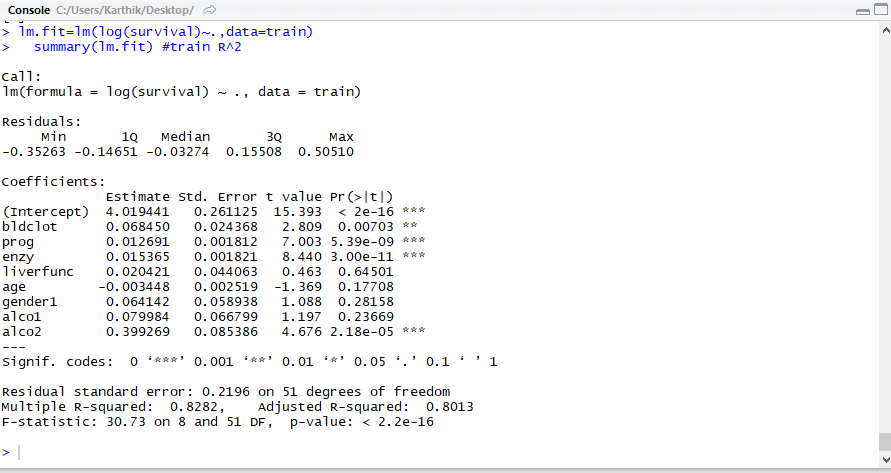 Console C:/Users/Karthik/Desktop/
> lm.fit=lm(log(survival)~.,data=train)
>   summary(lm.fit) #train R^2
Call:
lm(formula = log(survival) ~ ., data = train)
Residuals:
     Min       1Q   Median       3Q      Max
-0.35263 -0.14651 -0.03274  0.15508  0.50510
Coefficients:
             Estimate Std. Error t value Pr(>|t|)
(Intercept)  4.019441   0.261125  15.393  < 2e-16 ***
bldclot      0.068450   0.024368   2.809  0.00703 **
prog         0.012691   0.001812   7.003 5.39e-09 ***
enzy         0.015365   0.001821   8.440 3.00e-11 ***
liverfunc    0.020421   0.044063   0.463  0.64501
age         -0.003448   0.002519  -1.369  0.17708
gender1      0.064142   0.058938   1.088  0.28158
alco1        0.079984   0.066799   1.197  0.23669
alco2        0.399269   0.085386   4.676 2.18e-05 ***
---
Signif. codes:  0 ‘***’ 0.001 ‘**’ 0.01 ‘*’ 0.05 ‘.’ 0.1 ‘ ’ 1
Residual standard error: 0.2196 on 51 degrees of freedom
Multiple R-squared:  0.8282,    Adjusted R-squared:  0.8013
F-statistic: 30.73 on 8 and 51 DF,  p-value: < 2.2e-16
>